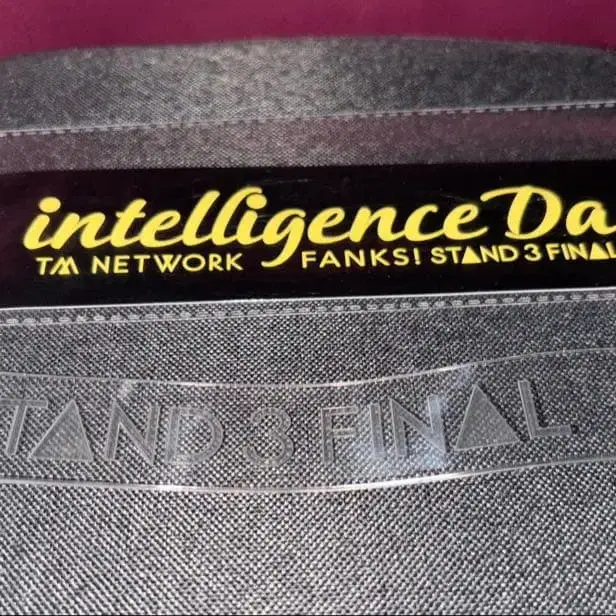 intelligence Da
TM NETWORK FANKS! STAND 3 FINAL
TAND 3 FINAL